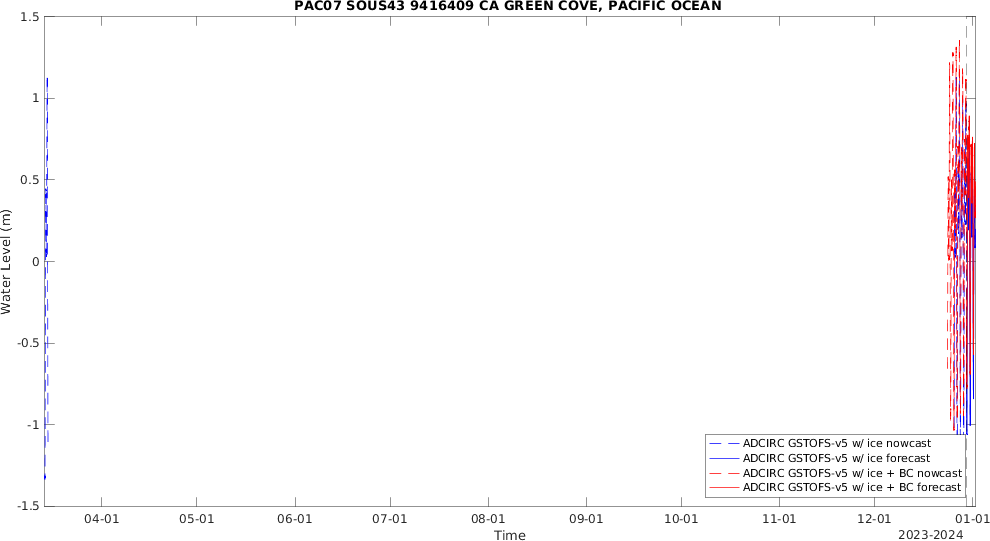 PAC07 SOUS43 9416409 CA GREEN COVE, PACIFIC OCEAN
1.5
1
0.5
0
-0.5
-1
-1.5
Water Level (m)
ADCIRC GSTOFS-v5 w/ ice nowcast
ADCIRC GSTOFS-v5 w/ ice forecast
ADCIRC GSTOFS-v5 w/ ice + BC nowcast
ADCIRC GSTOFS-v5 w/ ice + BC forecast
04-01 05-01 06-01 07-01 08-01 09-01 10-01 11-01 12-01 01-01
Time
2023-2024